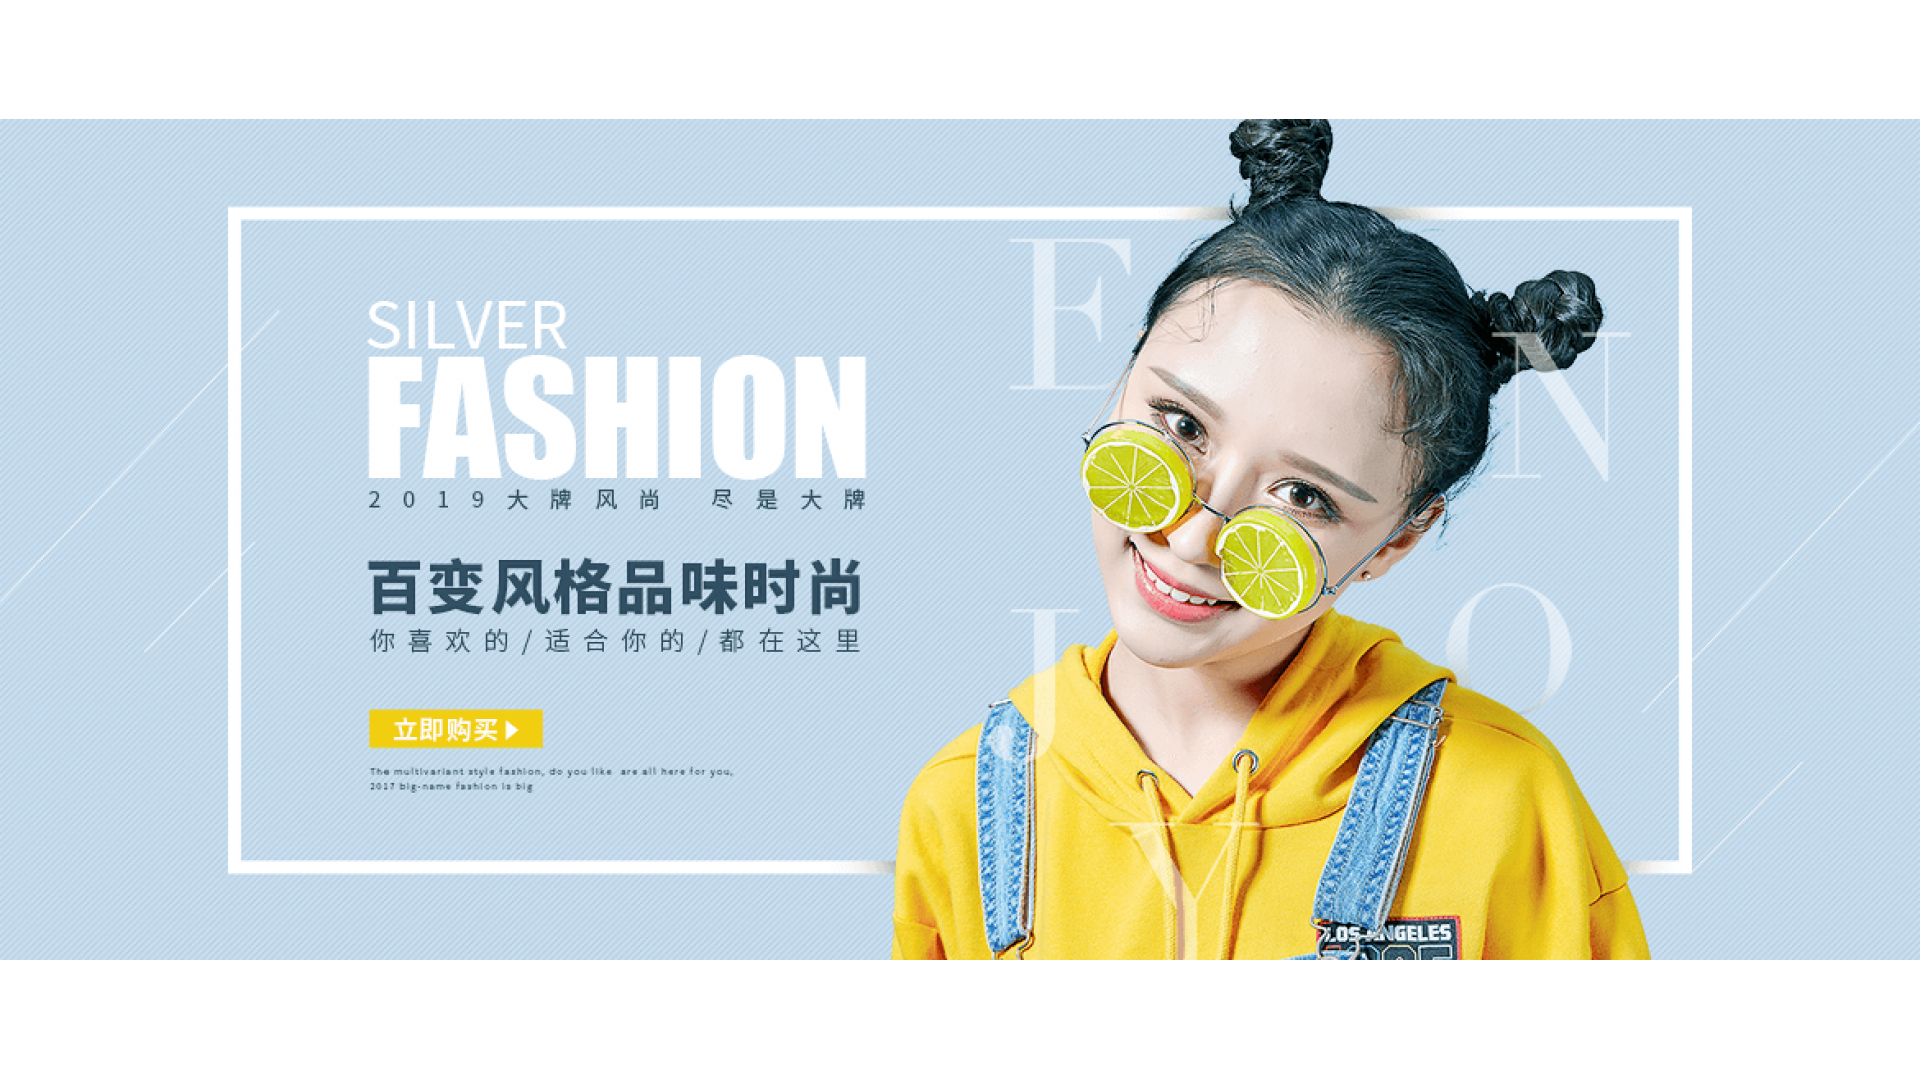 SILVER
FASHION
2019大牌风尚 尽是大牌
百变风格品味时尚
你喜欢的/适合你的/都在这里
立即购买
The multivariant style fashion, do you like are all here for you,
2017 big-name fashion is big
E N
J O
Y
LOS ANGELES